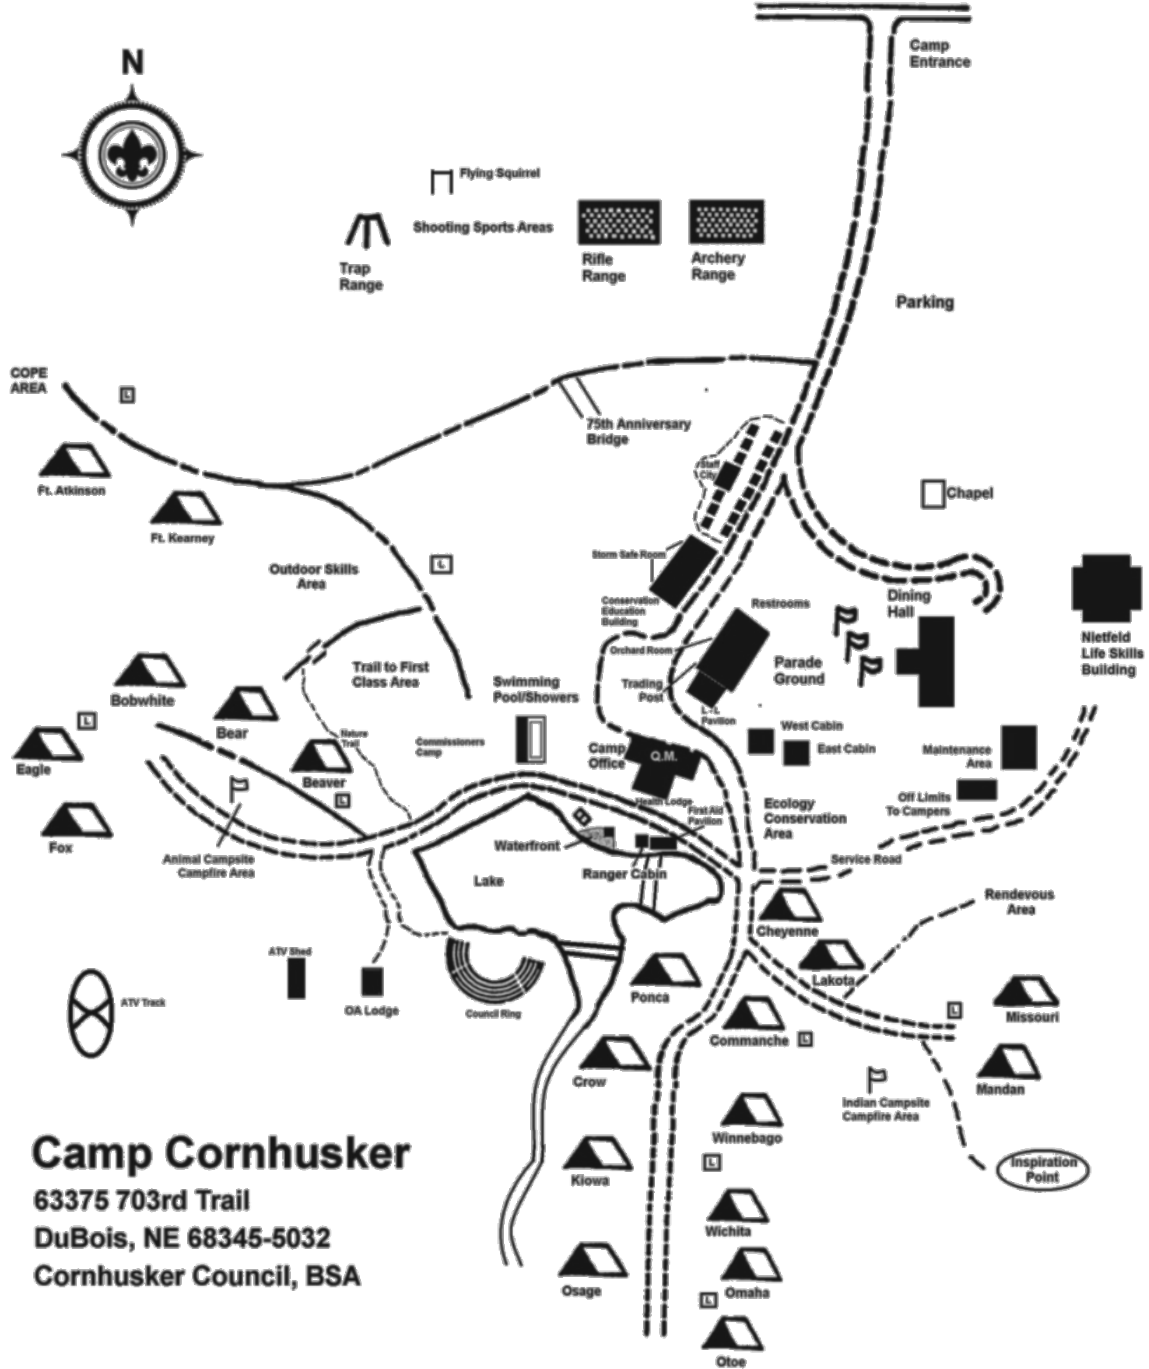 N
Camp
Entrance
Flying Squirrel
Shooting Sports Areas
Trap
Range
Rifle
Range
Archery
Range
Parking
COPE
AREA
L
75th Anniversary
Bridge
Staff
City
Ft. Atkinson
Ft. Kearney
Chapel
Storm Safe Room
L
Outdoor Skills
Area
Conservation
Education
Building
Restrooms
Dining
Hall
Orchard Room
Parade
Ground
Nietfeld
Life Skills
Building
Trail to First
Class Area
Swimming
Pool/Showers
Trading
Post
Bobwhite
L
Bear
Nature
Trail
Commissioners
Camp
Pavilion
West Cabin
East Cabin
Camp
Office
Q.M.
Maintenance
Area
Eagle
Beaver
L
Health Lodge
First Aid
Pavilion
Off Limits
To Campers
Ecology
Conservation
Area
Fox
Animal Campsite
Campfire Area
Waterfront
Ranger Cabin
Service Road
Lake
Rendevous
Area
Cheyenne
ATV Shed
Lakota
ATV Track
OA Lodge
Council Ring
Ponca
L
Missouri
Commanche
L
Crow
Mandan
Indian Campsite
Campfire Area
Winnebago
L
Inspiration
Point
Kiowa
Wichita
Osage
Omaha
L
Otoe
Camp Cornhusker
63375 703rd Trail
DuBois, NE 68345-5032
Cornhusker Council, BSA